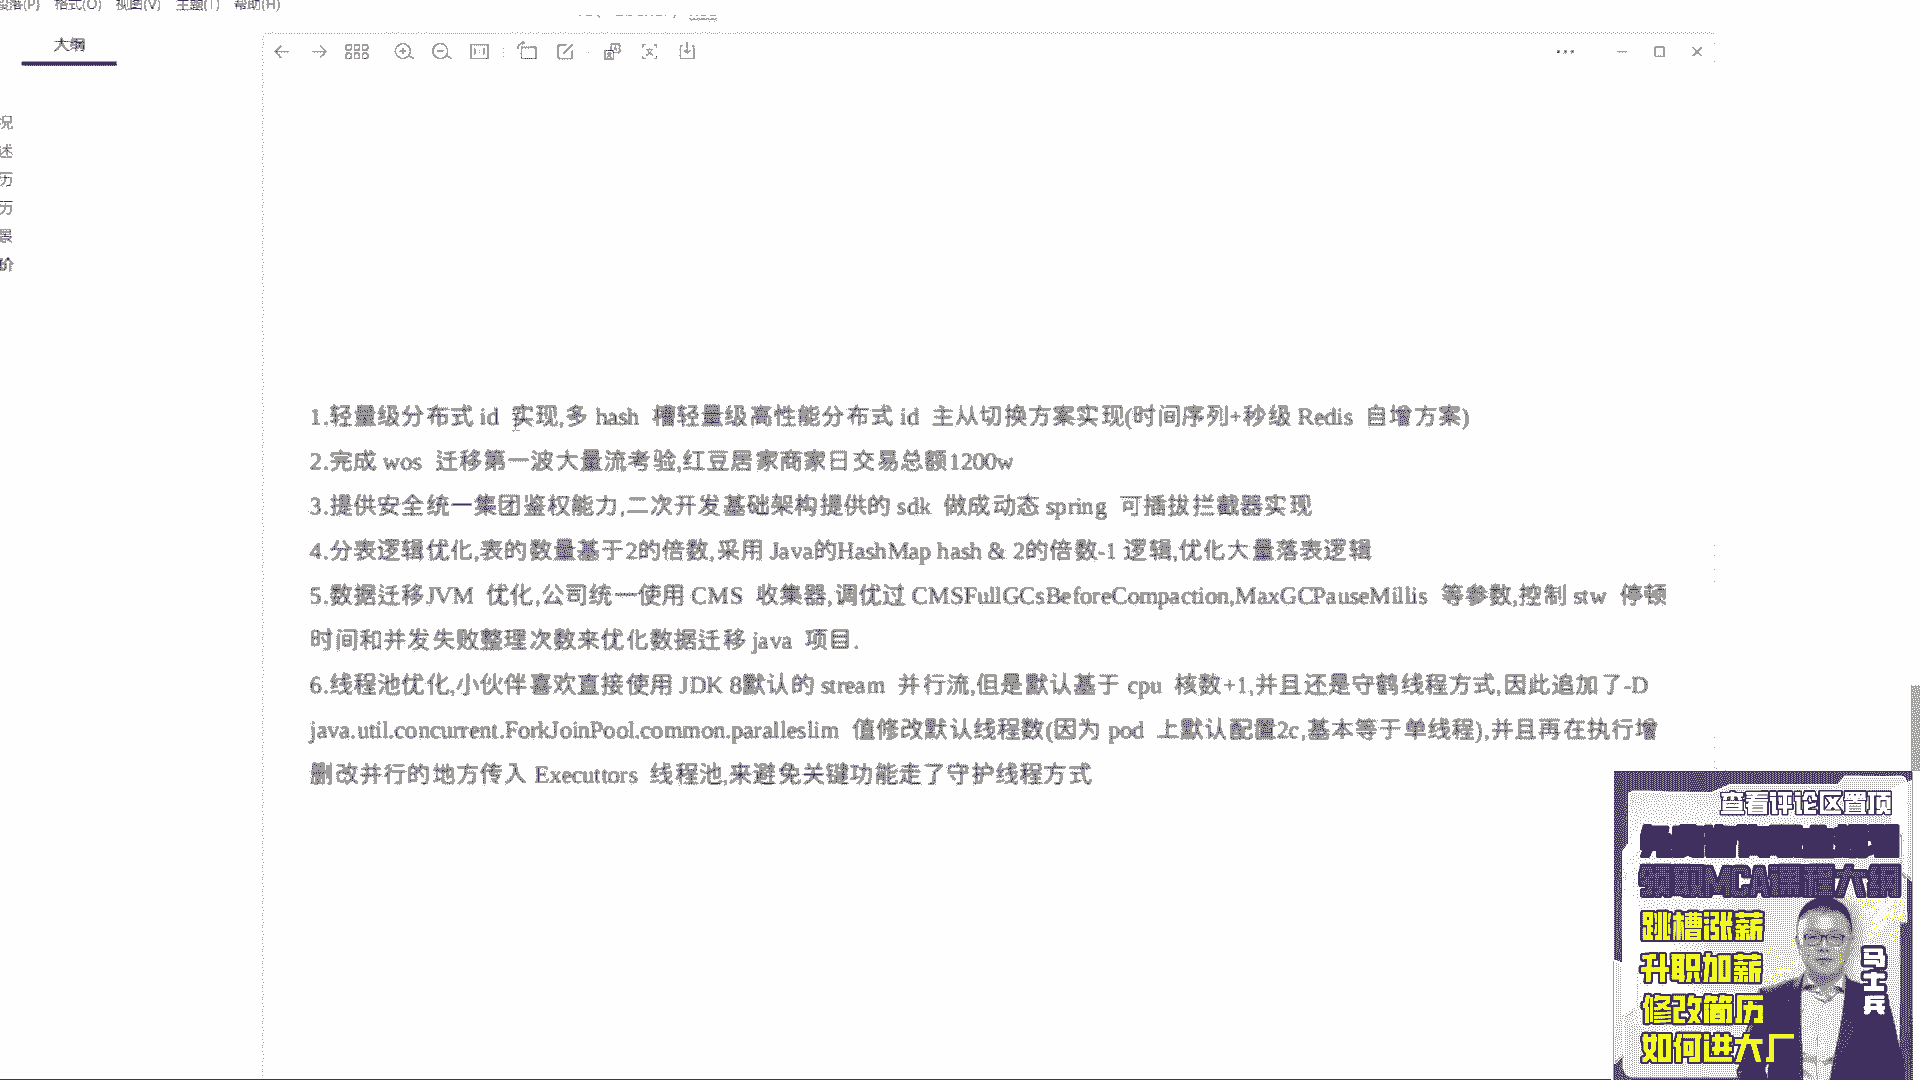 段落(P) 格式(O) 视图(V) 主题(T) 帮助(H)
大纲
况
述
历
历
景
价
1.轻量级分布式 id 实现,多 hash 槽轻量级高性能分布式 id 主从切换方案实现(时间序列+秒级 Redis 自增方案)
2.完成 wos 迁移第一波大量流考验,红豆居家商家日交易总额1200w
3.提供安全统一集团鉴权能力,二次开发基础架构提供的 sdk 做成动态 spring 可插拔拦截器实现
4.分表逻辑优化,表的数量基于2的倍数,采用 Java的HashMap hash & 2的倍数-1 逻辑,优化大量落表逻辑
5.数据迁移JVM 优化,公司统一使用 CMS 收集器,调优过 CMSFullGCsBeforeCompaction,MaxGCPauseMillis 等参数,控制 stw 停顿
时间和并发失败整理次数来优化数据迁移 java 项目.
6.线程池优化,小伙伴喜欢直接使用 JDK 8默认的 stream 并行流,但是默认基于 cpu 核数+1,并且还是守鹤线程方式,因此追加了-D
java.util.concurrent.ForkJoinPool.common.paralleslim 值修改默认线程数(因为 pod 上默认配置2c,基本等于单线程),并且再在执行增
删改并行的地方传入 Executtors 线程池,来避免关键功能走了守护线程方式
查看评论区置顶
领取MCA课程大纲
跳槽涨薪
升职加薪
修改简历
如何进大厂
马士兵